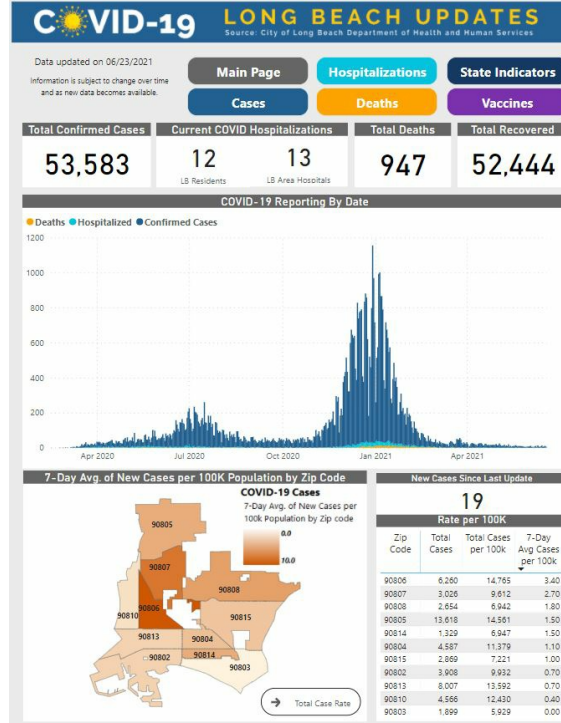 COVID-19 LONG BEACH UPDATES
Source: City of Long Beach Department of Health and Human Services
Data updated on 06/23/2021
Information is subject to change over time
and as new data becomes available.
Main Page Hospitalizations State Indicators
Cases Deaths Vaccines
Total Confirmed Cases Current COVID Hospitalizations Total Deaths Total Recovered
53,583 12 13 947 52,444
LB Residents LB Area Hospitals
COVID-19 Reporting By Date
Deaths Hospitalized Confirmed Cases
1200
1000
800
600
400
200
0
Apr 2020 Jul 2020 Oct 2020 Jan 2021 Apr 2021
7-Day Avg. of New Cases per 100K Population by Zip Code
COVID-19 Cases
7-Day Avg. of New Cases per
100k Population by Zip code
0.0
10.0
90805
90807
90808
90810
90806
90815
90813
90804
90802
90814
90803
Total Case Rate
New Cases Since Last Update
19
Rate per 100K
Zip Code Total Cases Total Cases per 100k 7-Day Avg Cases per 100k
90806 6,260 14,765 3.40
90807 3,026 9,612 2.70
90808 2,654 6,942 1.80
90805 13,618 14,561 1.50
90814 1,329 6,947 1.50
90804 4,587 11,379 1.10
90815 2,869 7,221 1.00
90802 3,908 9,932 0.70
90813 8,007 13,592 0.70
90810 4,566 12,430 0.40
90803 1,899 5,929 0.00